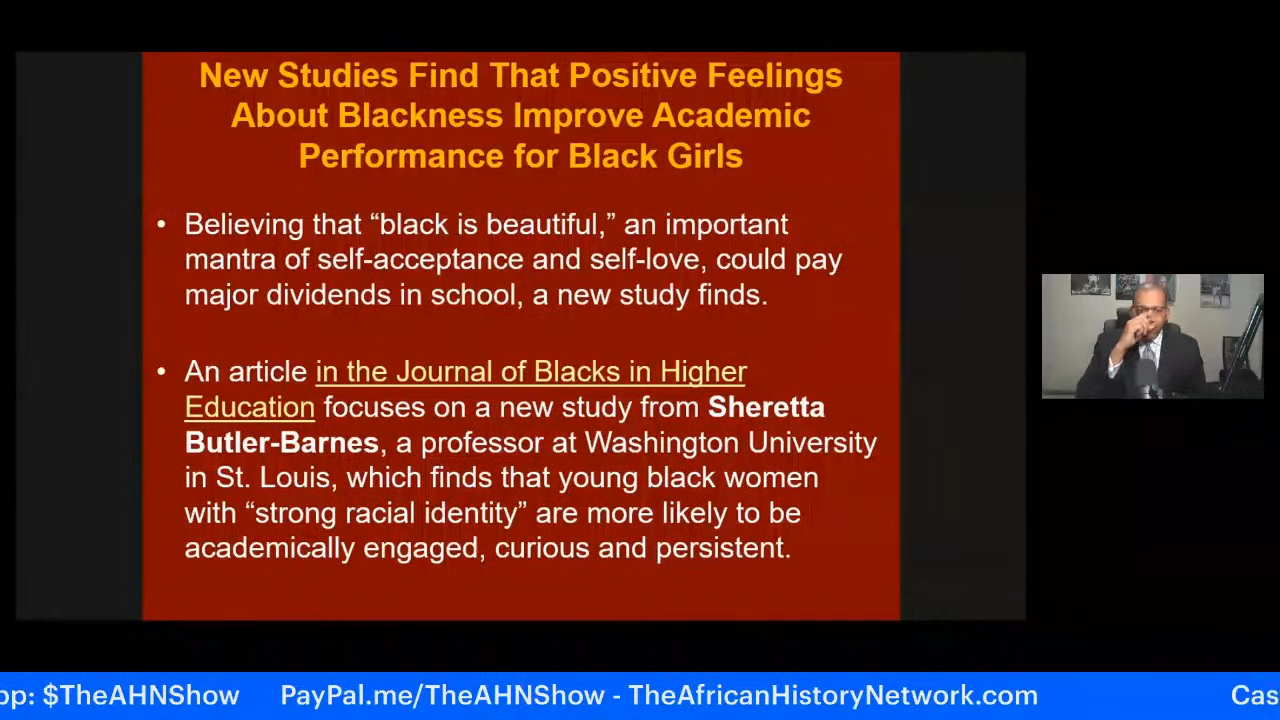 New Studies Find That Positive Feelings
About Blackness Improve Academic
Performance for Black Girls
• Believing that “black is beautiful,” an important
mantra of self-acceptance and self-love, could pay
major dividends in school, a new study finds.
• An article in the Journal of Blacks in Higher
Education focuses on a new study from Sheretta
Butler-Barnes, a professor at Washington University
in St. Louis, which finds that young black women
with “strong racial identity” are more likely to be
academically engaged, curious and persistent.
pp: $TheAHNShow PayPal.me/TheAHNShow - TheAfricanHistoryNetwork.com Cas